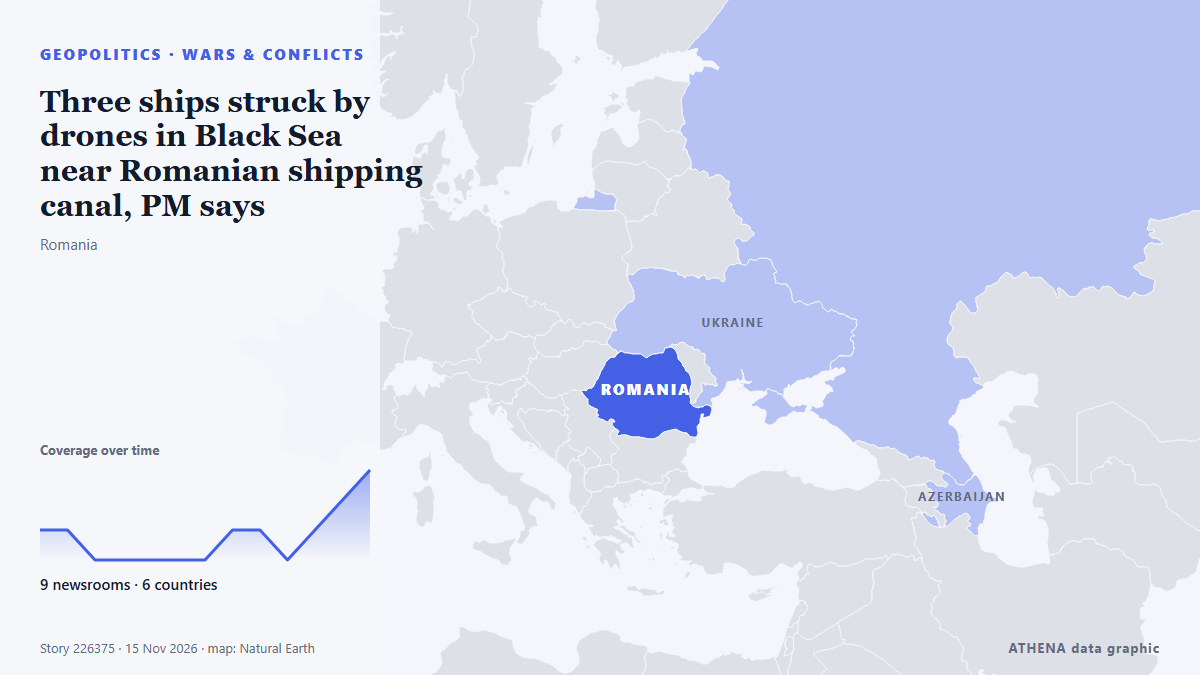 GEOPOLITICS · WARS & CONFLICTS
Three ships struck by
drones in Black Sea
near Romanian shipping
canal, PM says
Romania
UKRAINE
ROMANIA
Coverage over time
AZERBAIJAN
9 newsrooms · 6 countries
Story 226375 · 15 Nov 2026 · map: Natural Earth
ATHENA data graphic